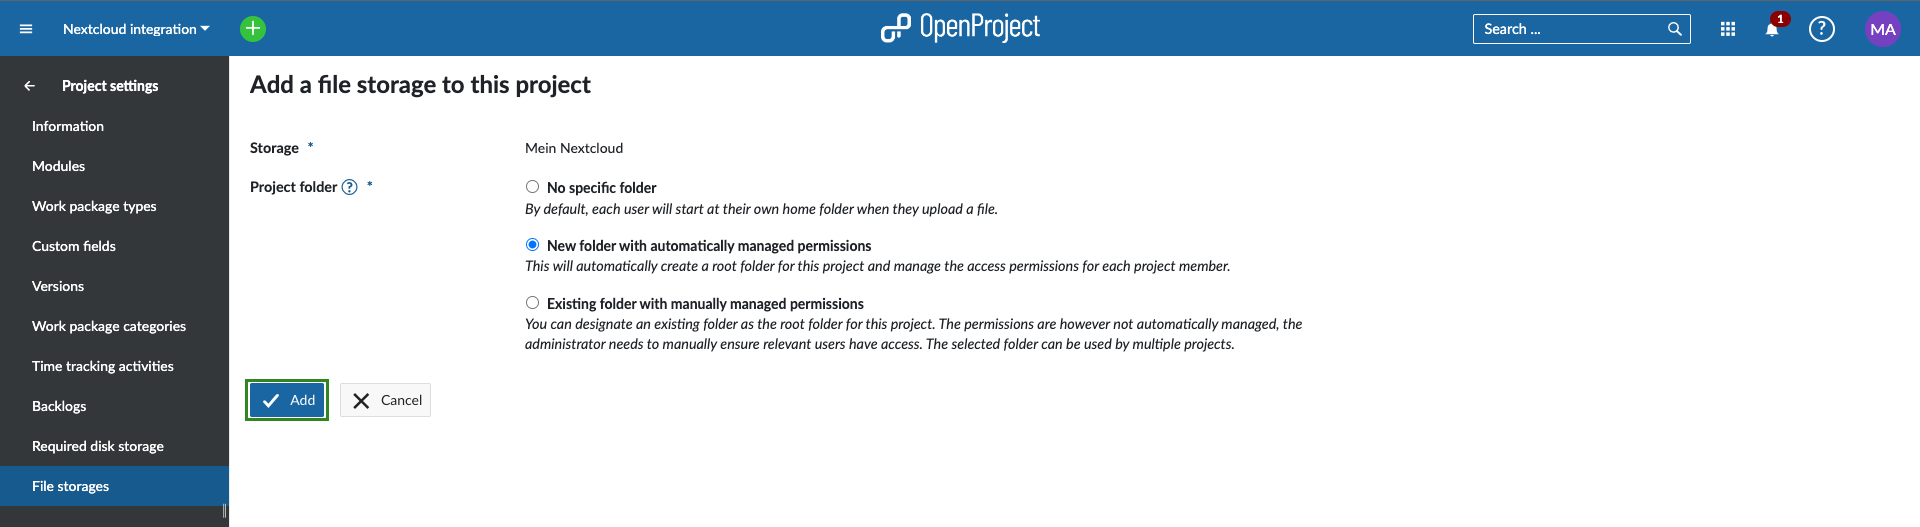 Nextcloud integration
OpenProject
Search ...
1
?
MA
Project settings
Information
Modules
Work package types
Custom fields
Versions
Work package categories
Time tracking activities
Backlogs
Required disk storage
File storages
Add a file storage to this project
Storage *
Mein Nextcloud
Project folder ? *
No specific folder
By default, each user will start at their own home folder when they upload a file.
New folder with automatically managed permissions
This will automatically create a root folder for this project and manage the access permissions for each project member.
Existing folder with manually managed permissions
You can designate an existing folder as the root folder for this project. The permissions are however not automatically managed, the
administrator needs to manually ensure relevant users have access. The selected folder can be used by multiple projects.
Add
Cancel